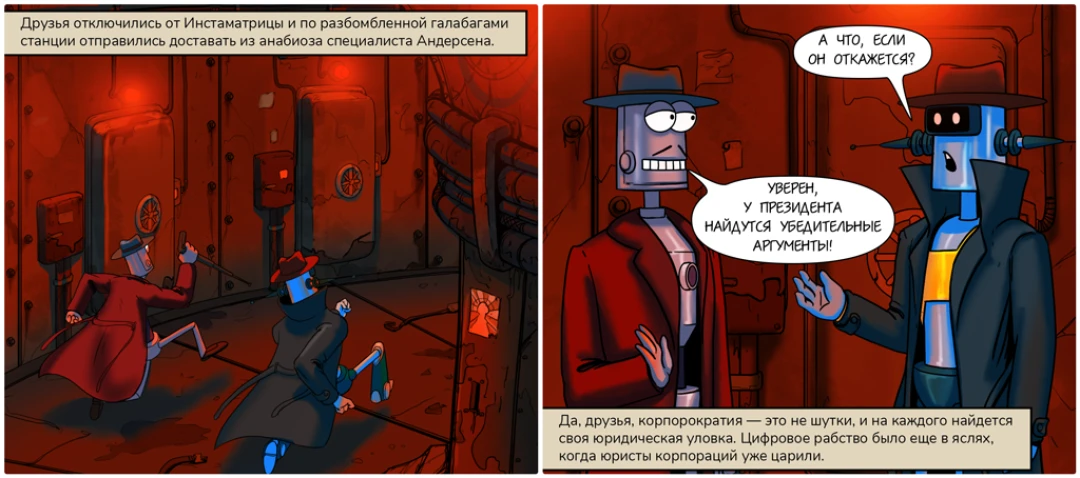 Друзья отключились от Инстаматрицы и по разбомбленной галабагами
станции отправились доставать из анабиоза специалиста Андерсена.
А ЧТО, ЕСЛИ
ОН ОТКАЖЕТСЯ?
УВЕРЕН,
У ПРЕЗИДЕНТА
НАЙДУТСЯ УБЕДИТЕЛЬНЫЕ
АРГУМЕНТЫ!
Да, друзья, корпорократия — это не шутки, и на каждого найдется
своя юридическая уловка. Цифровое рабство было еще в яслях,
когда юристы корпораций уже царили.